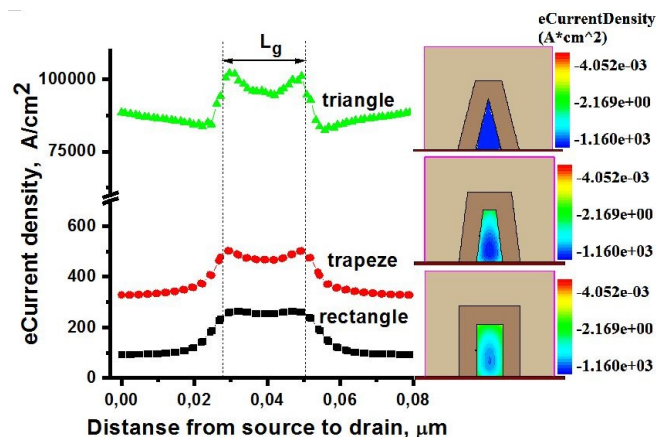 eCurrentDensity
(A*cm^2)
-4.052e-03
-2.169e+00
-1.160e+03
-4.052e-03
-2.169e+00
-1.160e+03
-4.052e-03
-2.169e+00
-1.160e+03
eCurrent density, A/cm2
100000
75000
600
400
200
0
Lg
triangle
trapeze
rectangle
0,00
0,02
0,04
0,06
0,08
Distanse from source to drain, μm